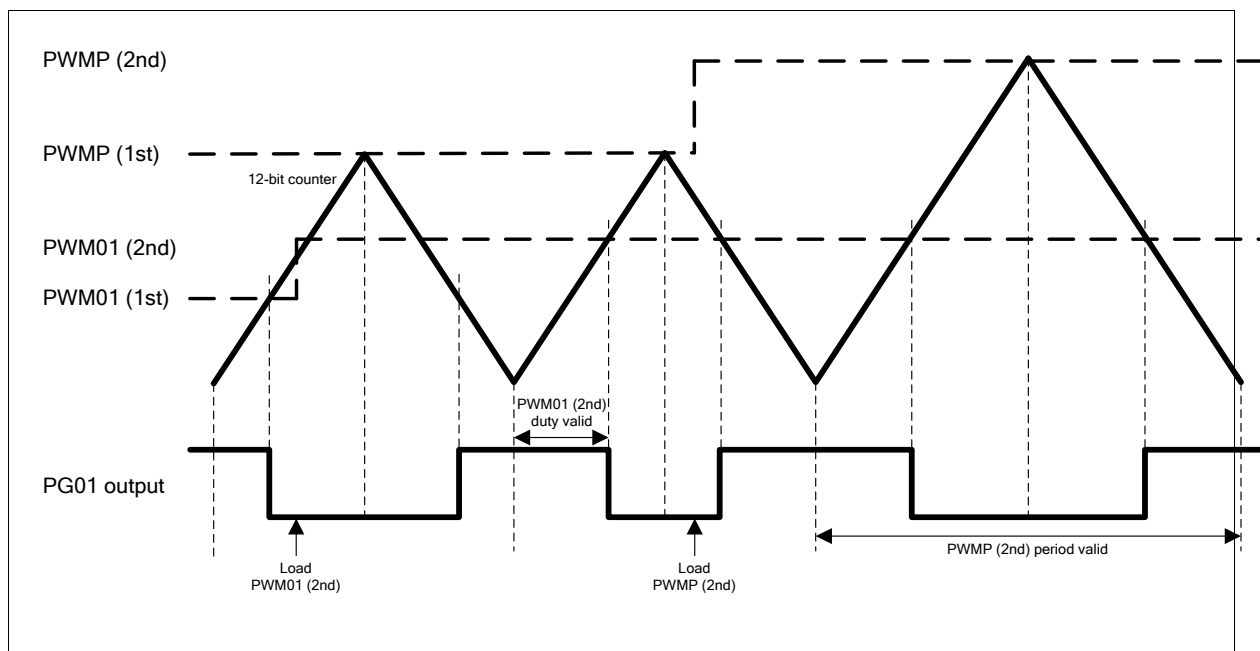 PWMP (2nd)
PWMP (1st)
12-bit counter
PWM01 (2nd)
PWM01 (1st)
PWM01 (2nd)
duty valid
PG01 output
PWMP (2nd) period valid
Load
PWM01 (2nd)
Load
PWMP (2nd)